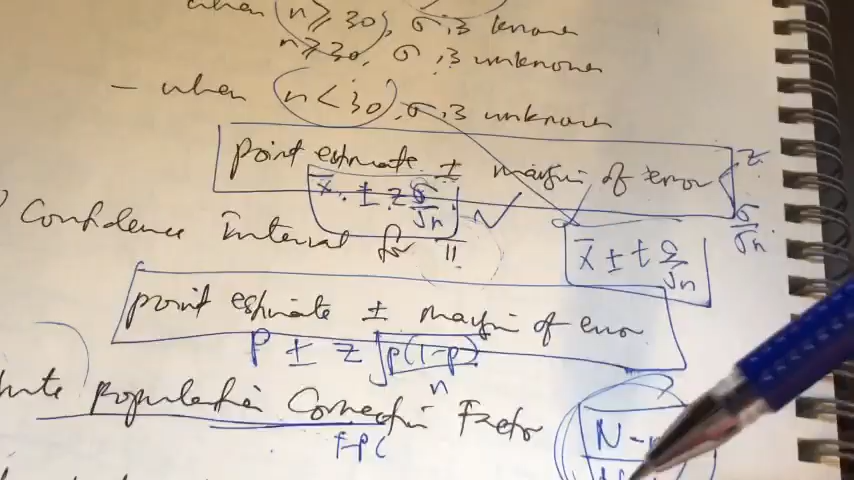 when (n ≥ 30), σ is known
n ≥ 30, σ is unknown
- when (n < 30), σ is unknown
point estimate ± margin of error
x̄ ± z σ/√n
z
σ/√n
Confidence Interval for π
x̄ ± t s/√n
point estimate ± margin of error
p ± z √(p(1-p)/n)
Population Correction Factor
FPC
N -